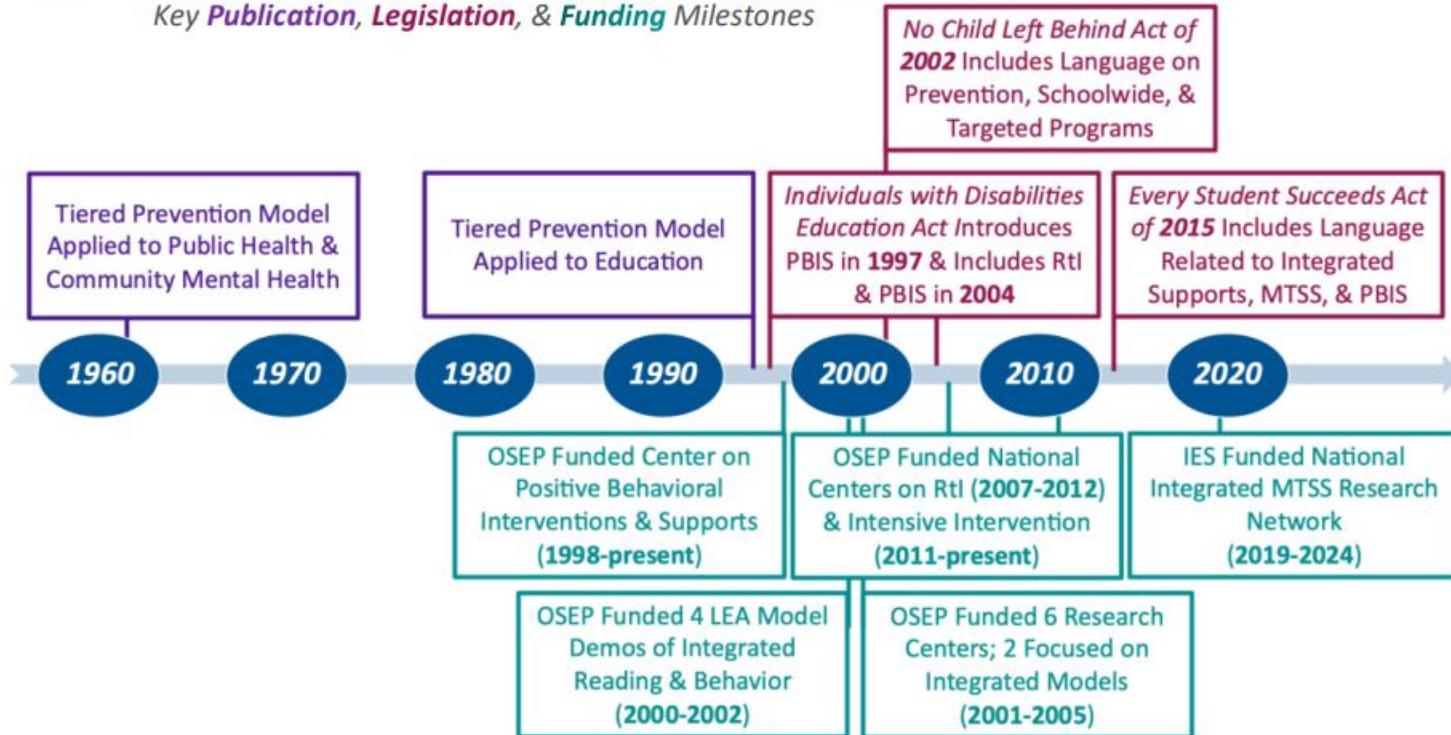 Key Publication, Legislation, & Funding Milestones
No Child Left Behind Act of
2002 Includes Language on
Prevention, Schoolwide, &
Targeted Programs
Tiered Prevention Model
Applied to Public Health &
Community Mental Health
Tiered Prevention Model
Applied to Education
Individuals with Disabilities
Education Act Introduces
PBIS in 1997 & Includes RtI
& PBIS in 2004
Every Student Succeeds Act
of 2015 Includes Language
Related to Integrated
Supports, MTSS, & PBIS
1960
1970
1980
1990
2000
2010
2020
OSEP Funded Center on
Positive Behavioral
Interventions & Supports
(1998-present)
OSEP Funded National
Centers on RtI (2007-2012)
& Intensive Intervention
(2011-present)
IES Funded National
Integrated MTSS Research
Network
(2019-2024)
OSEP Funded 4 LEA Model
Demos of Integrated
Reading & Behavior
(2000-2002)
OSEP Funded 6 Research
Centers; 2 Focused on
Integrated Models
(2001-2005)